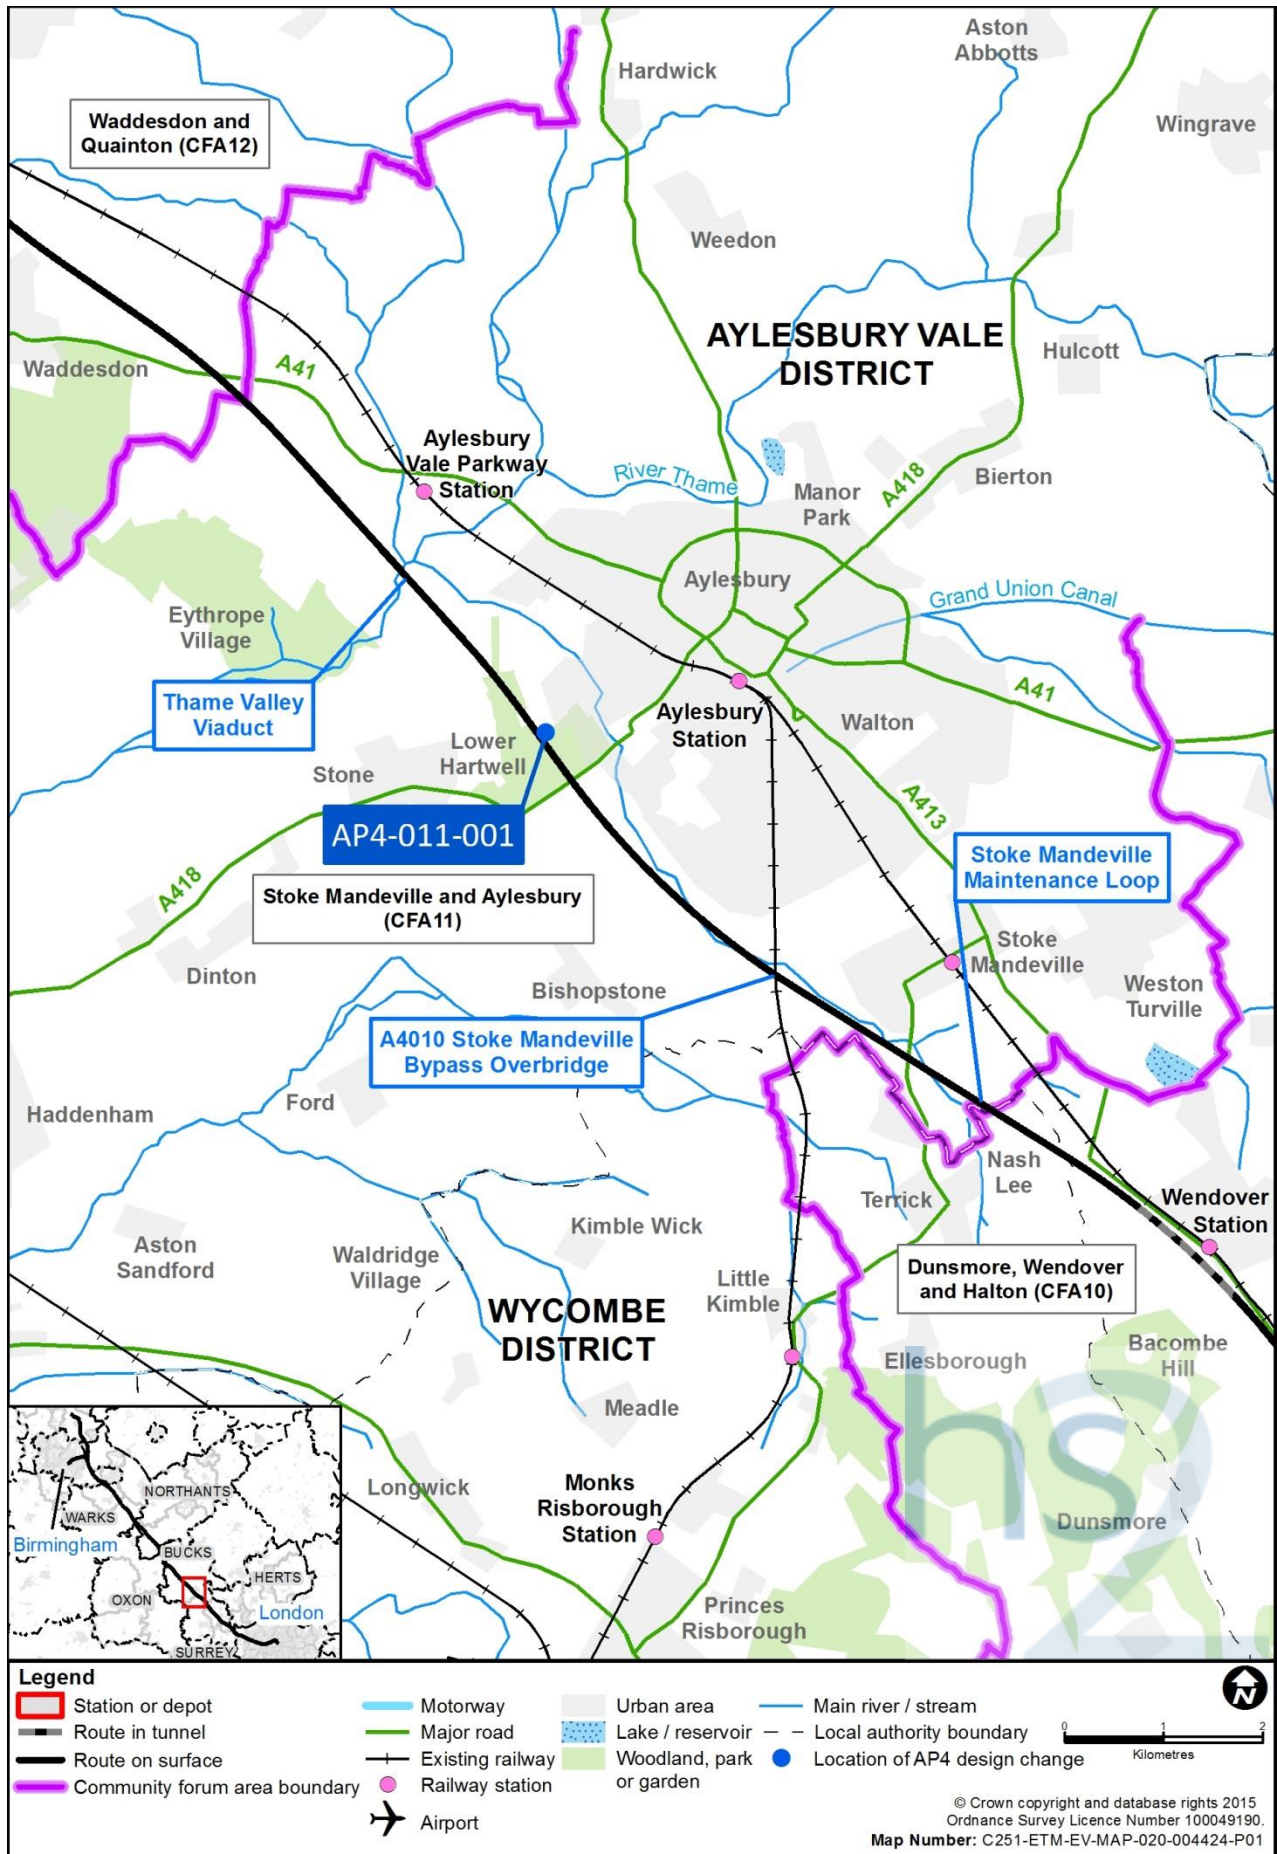 Hardwick
Aston
Abbotts
Wingrave
Waddesdon and
Quainton (CFA12)
Weedon
AYLESBURY VALE
DISTRICT
Hulcott
Waddesdon
A41
Aylesbury
Vale Parkway
Station
River Thame
Manor
Park
A418
Bierton
Aylesbury
Grand Union Canal
Eythrope
Village
Thame Valley
Viaduct
Lower
Hartwell
Stone
Aylesbury
Station
Walton
A41
AP4-011-001
A413
A418
Stoke Mandeville and Aylesbury
(CFA11)
Stoke Mandeville
Maintenance Loop
Dinton
Bishopstone
Stoke
Mandeville
Weston
Turville
A4010 Stoke Mandeville
Bypass Overbridge
Haddenham
Ford
Nash
Lee
Terrick
Wendover
Station
Aston
Sandford
Waldridge
Village
Kimble Wick
Little
Kimble
Dunsmore, Wendover
and Halton (CFA10)
WYCOMBE
DISTRICT
Ellesborough
Bacombe
Hill
Meadle
hs2
Longwick
Monks
Risborough
Station
Dunsmore
Princes
Risborough
NORTHANTS
WARKS
Birmingham
BUCKS
HERTS
OXON
London
SURREY
Legend
Station or depot
Route in tunnel
Route on surface
Community forum area boundary
Motorway
Major road
Existing railway
Railway station
Airport
Urban area
Lake / reservoir
Woodland, park
or garden
Main river / stream
Local authority boundary
Location of AP4 design change
N
0 1 2
Kilometres
© Crown copyright and database rights 2015
Ordnance Survey Licence Number 100049190.
Map Number: C251-ETM-EV-MAP-020-004424-P01